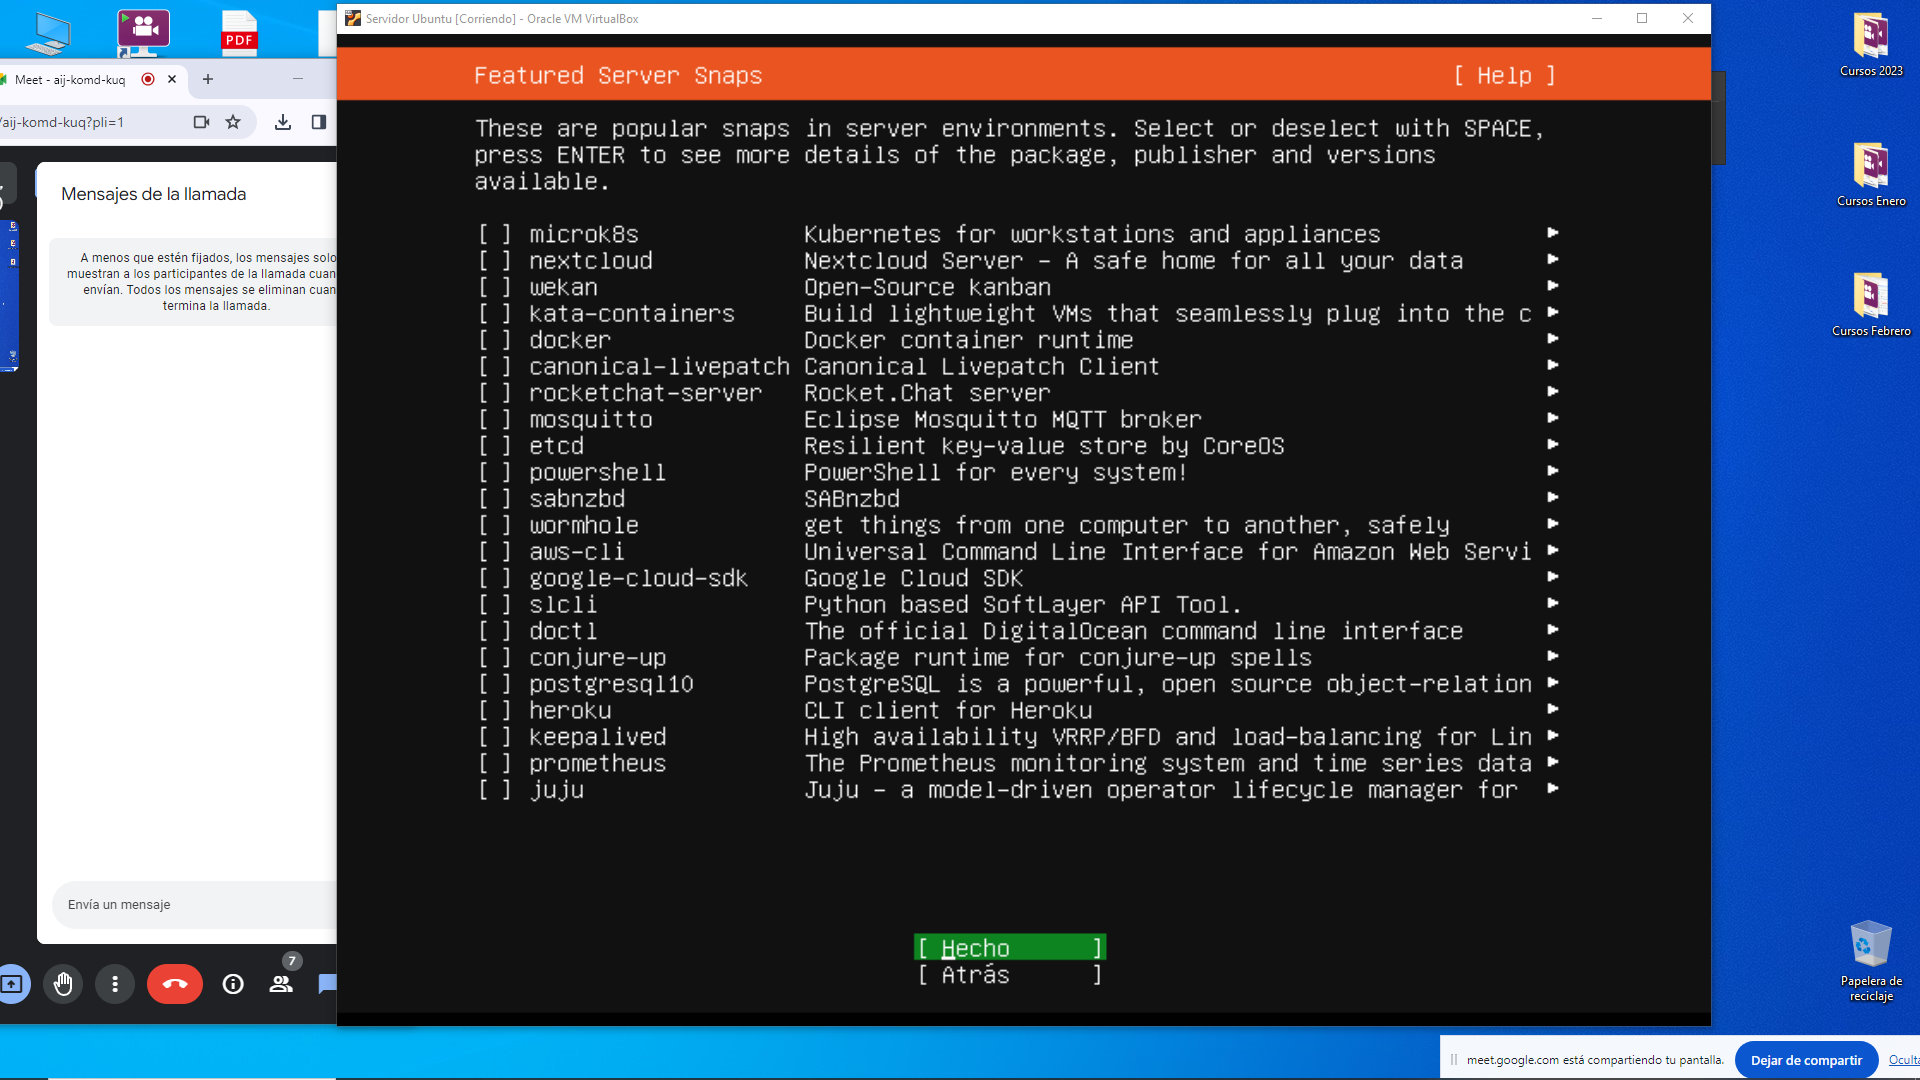 Servidor Ubuntu [Corriendo] - Oracle VM VirtualBox
PDF
Meet - aij-komd-kuq
/aij-komd-kuq?pli=1
Mensajes de la llamada
A menos que estén fijados, los mensajes solo
muestran a los participantes de la llamada cuan
envían. Todos los mensajes se eliminan cuan
termina la llamada.
Envía un mensaje
7
Featured Server Snaps [ Help ]
These are popular snaps in server environments. Select or deselect with SPACE,
press ENTER to see more details of the package, publisher and versions
available.
[ ] microk8s Kubernetes for workstations and appliances
[ ] nextcloud Nextcloud Server - A safe home for all your data
[ ] wekan Open-Source kanban
[ ] kata-containers Build lightweight VMs that seamlessly plug into the c
[ ] docker Docker container runtime
[ ] canonical-livepatch Canonical Livepatch Client
[ ] rocketchat-server Rocket.Chat server
[ ] mosquitto Eclipse Mosquitto MQTT broker
[ ] etcd Resilient key-value store by CoreOS
[ ] powershell PowerShell for every system!
[ ] sabnzbd SABnzbd
[ ] wormhole get things from one computer to another, safely
[ ] aws-cli Universal Command Line Interface for Amazon Web Servi
[ ] google-cloud-sdk Google Cloud SDK
[ ] slcli Python based SoftLayer API Tool.
[ ] doctl The official DigitalOcean command line interface
[ ] conjure-up Package runtime for conjure-up spells
[ ] postgresql10 PostgreSQL is a powerful, open source object-relation
[ ] heroku CLI client for Heroku
[ ] keepalived High availability VRRP/BFD and load-balancing for Lin
[ ] prometheus The Prometheus monitoring system and time series data
[ ] juju Juju - a model-driven operator lifecycle manager for
[ Hecho ]
[ Atrás ]
Cursos 2023
Cursos Enero
Cursos Febrero
Papelera de
reciclaje
meet.google.com está compartiendo tu pantalla. Dejar de compartir Oculta